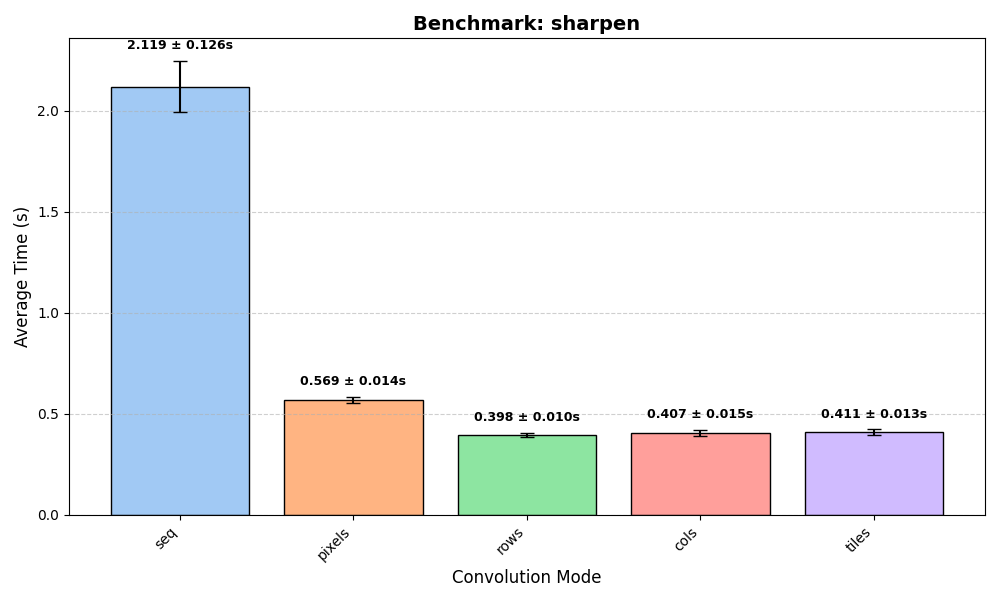 Benchmark: sharpen
2.119 ± 0.126s
0.569 ± 0.014s
0.398 ± 0.010s
0.407 ± 0.015s
0.411 ± 0.013s
Average Time (s)
2.0
1.5
1.0
0.5
0.0
seq
pixels
rows
cols
tiles
Convolution Mode